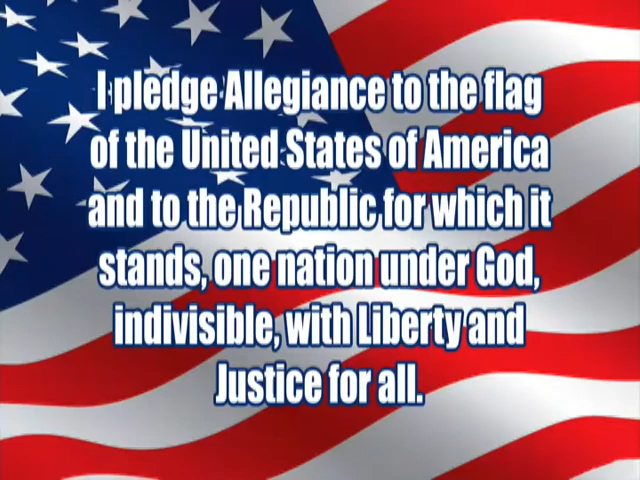 I pledge Allegiance to the flag
of the United States of America
and to the Republic for which it
stands, one nation under God,
indivisible, with Liberty and
Justice for all.